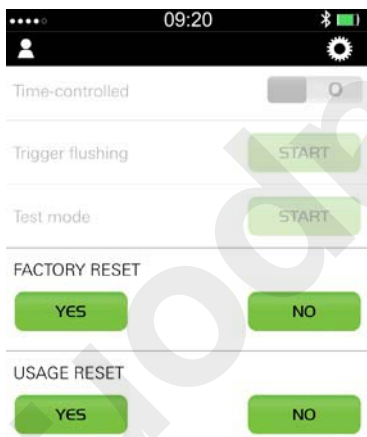 09:20
Time-controlled O
Trigger flushing START
Test mode START
FACTORY RESET
YES NO
USAGE RESET
YES NO